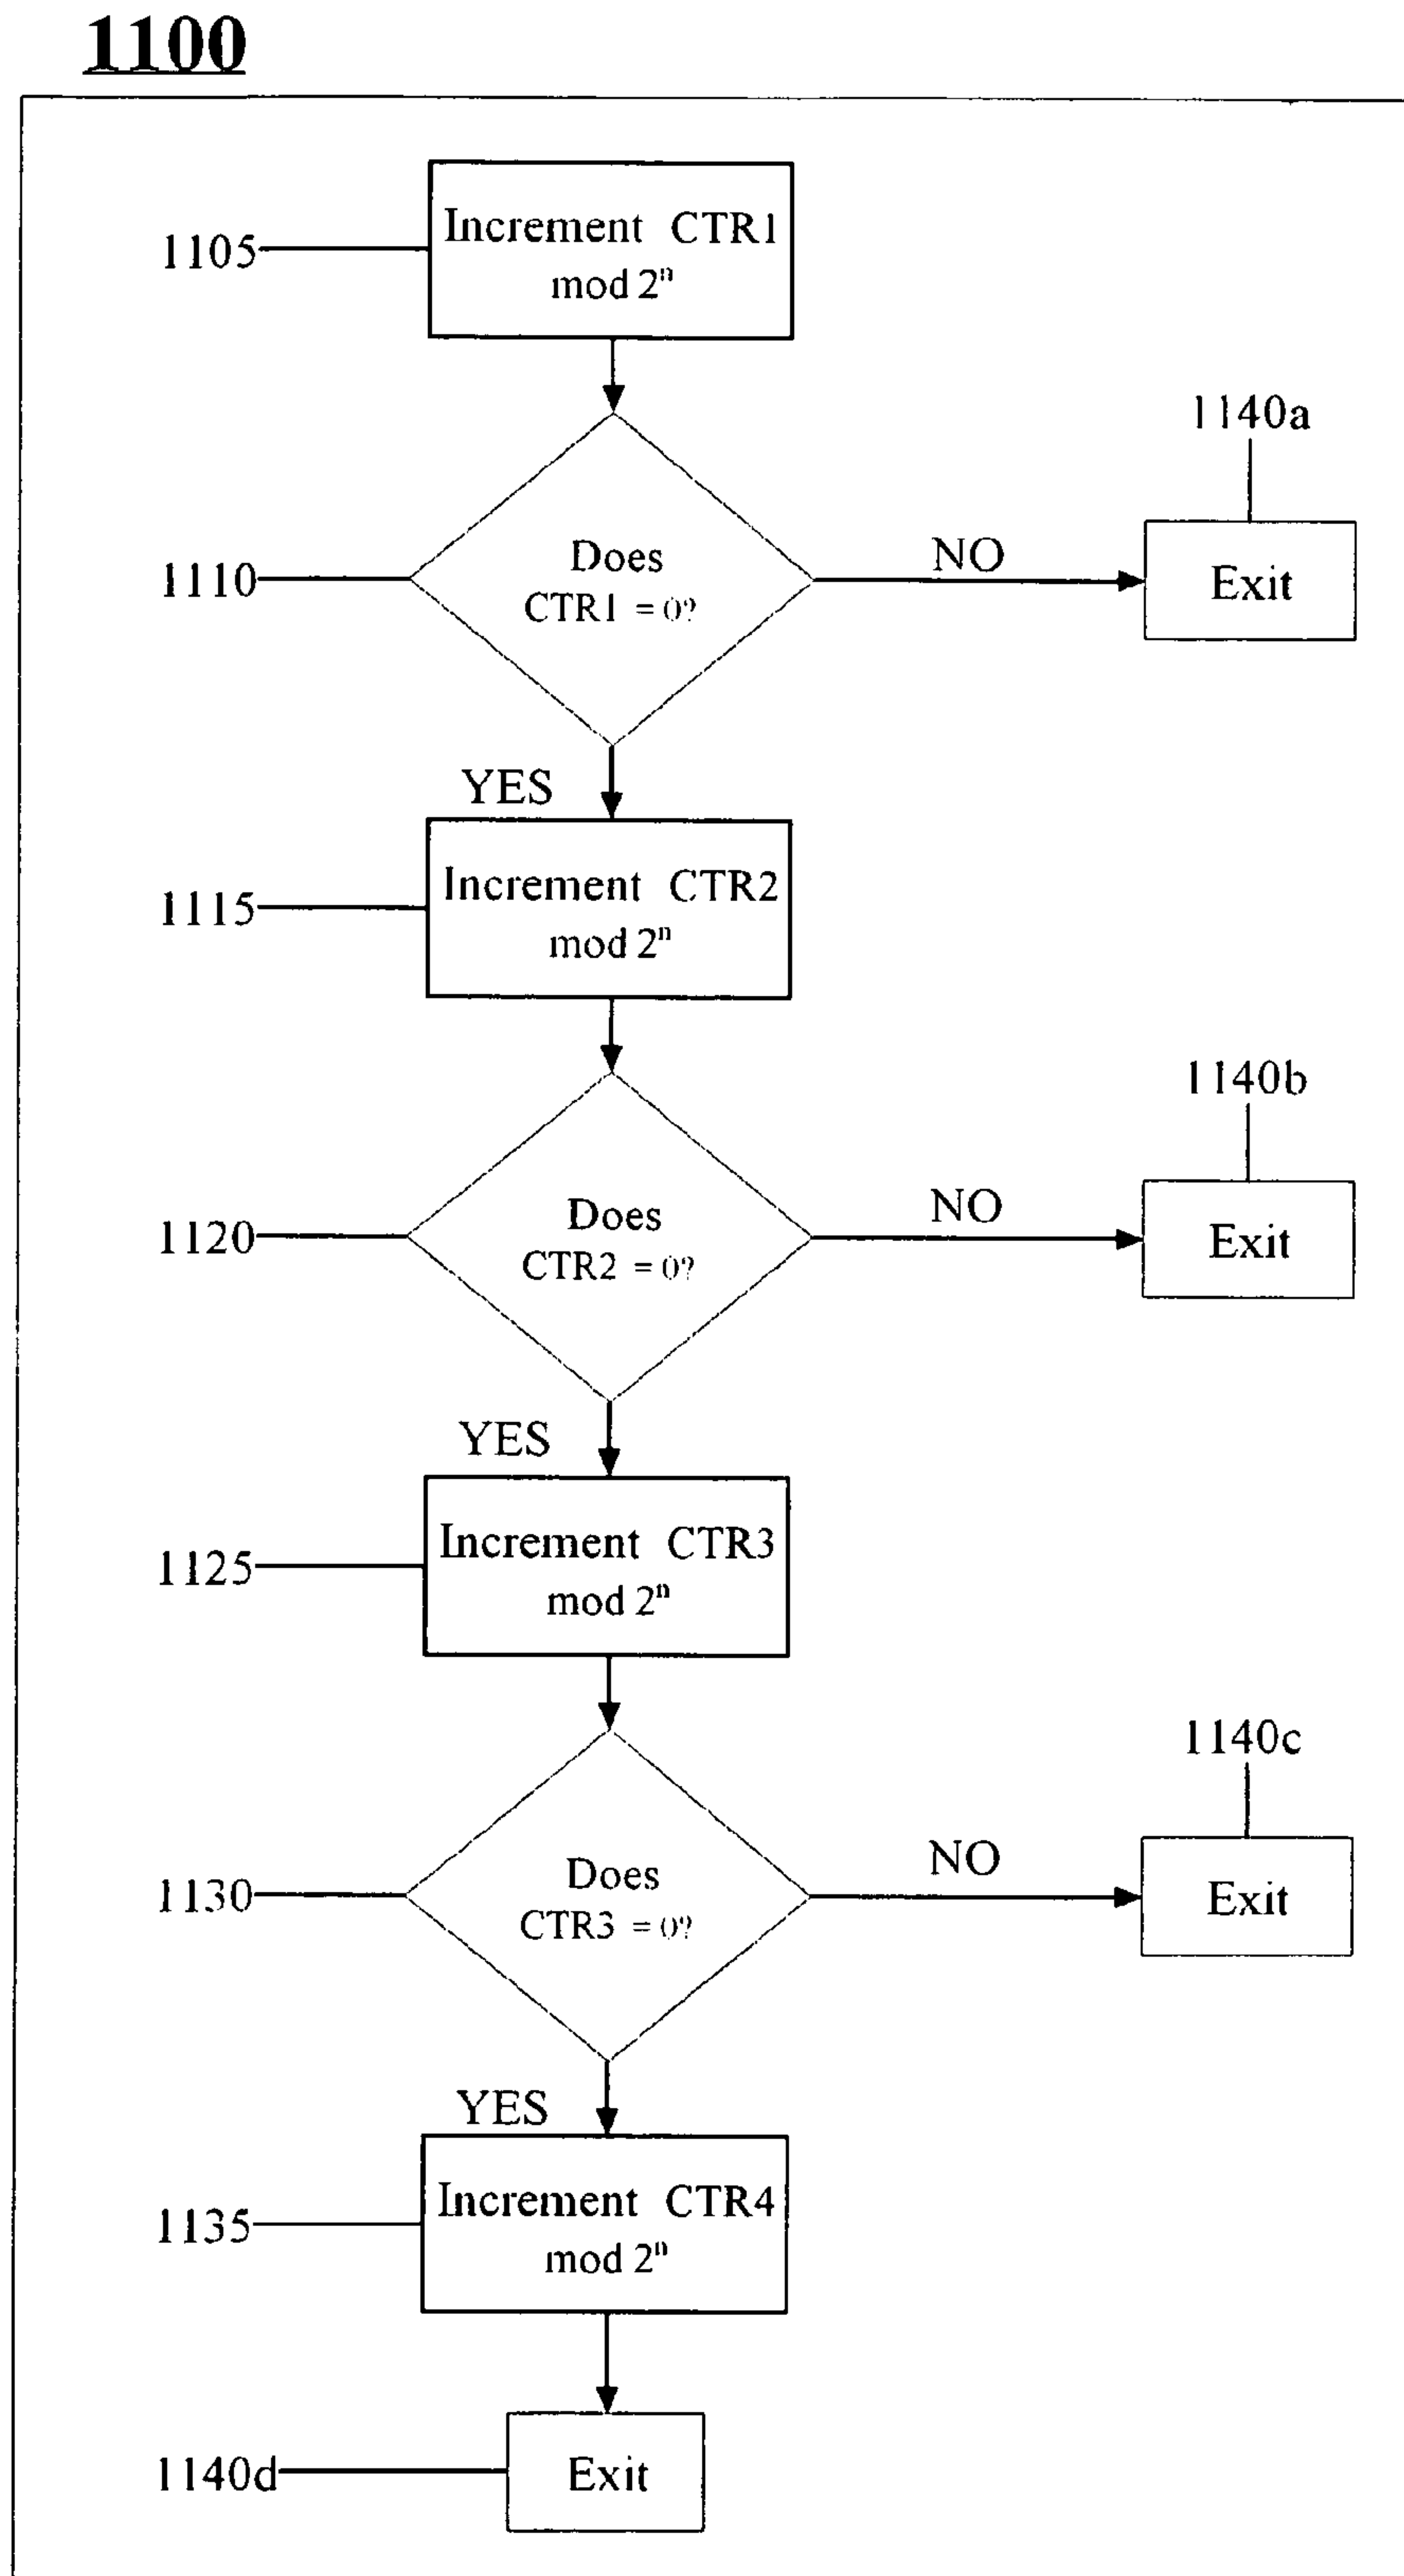 1100
Increment CTR1
mod 2ⁿ
1105
1140a
Does
CTR1 = 0?
1110
NO
Exit
YES
Increment CTR2
mod 2ⁿ
1115
1140b
Does
CTR2 = 0?
1120
NO
Exit
YES
Increment CTR3
mod 2ⁿ
1125
1140c
Does
CTR3 = 0?
1130
NO
Exit
YES
Increment CTR4
mod 2ⁿ
1135
1140d
Exit